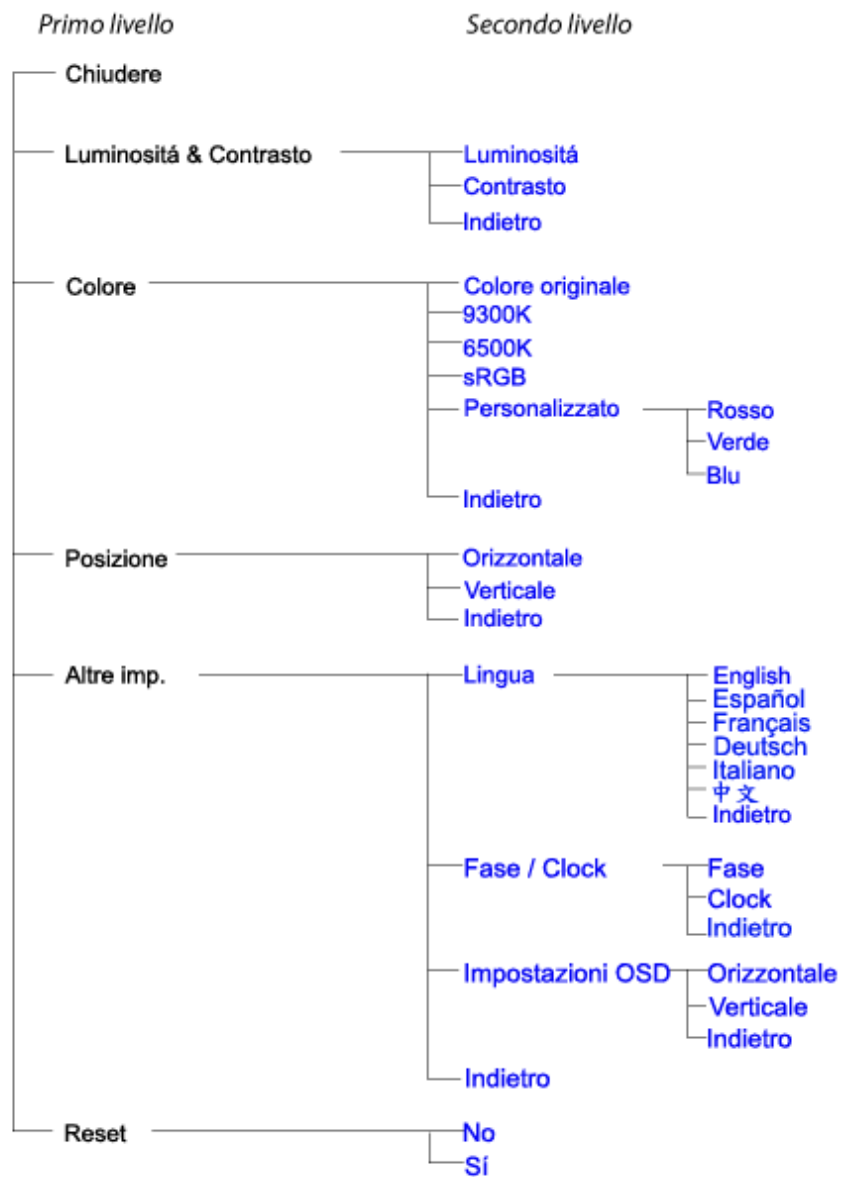 Primo livello Secondo livello
Chiudere
Luminositá & Contrasto Luminositá
Contrasto
Indietro
Colore Colore originale
9300K
6500K
sRGB
Personalizzato Rosso
Verde
Blu
Indietro
Posizione Orizzontale
Verticale
Indietro
Altre imp. Lingua English
Español
Français
Deutsch
Italiano
中文
Indietro
Fase / Clock Fase
Clock
Indietro
Impostazioni OSD Orizzontale
Verticale
Indietro
Indietro
Reset No
Sí